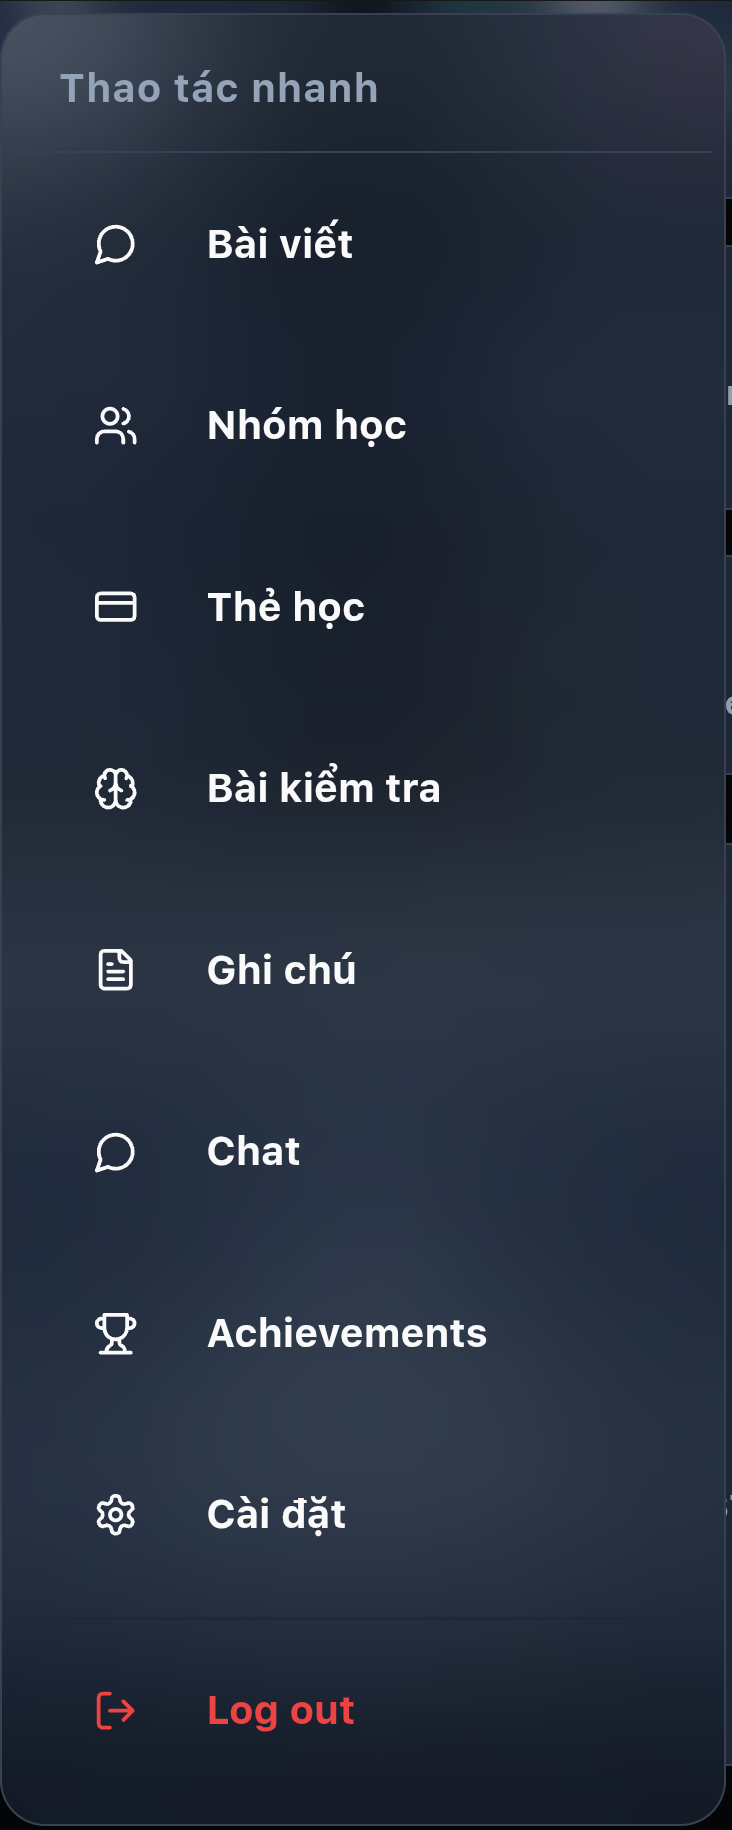 Thao tác nhanh
Bài viết
Nhóm học
Thẻ học
Bài kiểm tra
Ghi chú
Chat
Achievements
Cài đặt
Log out